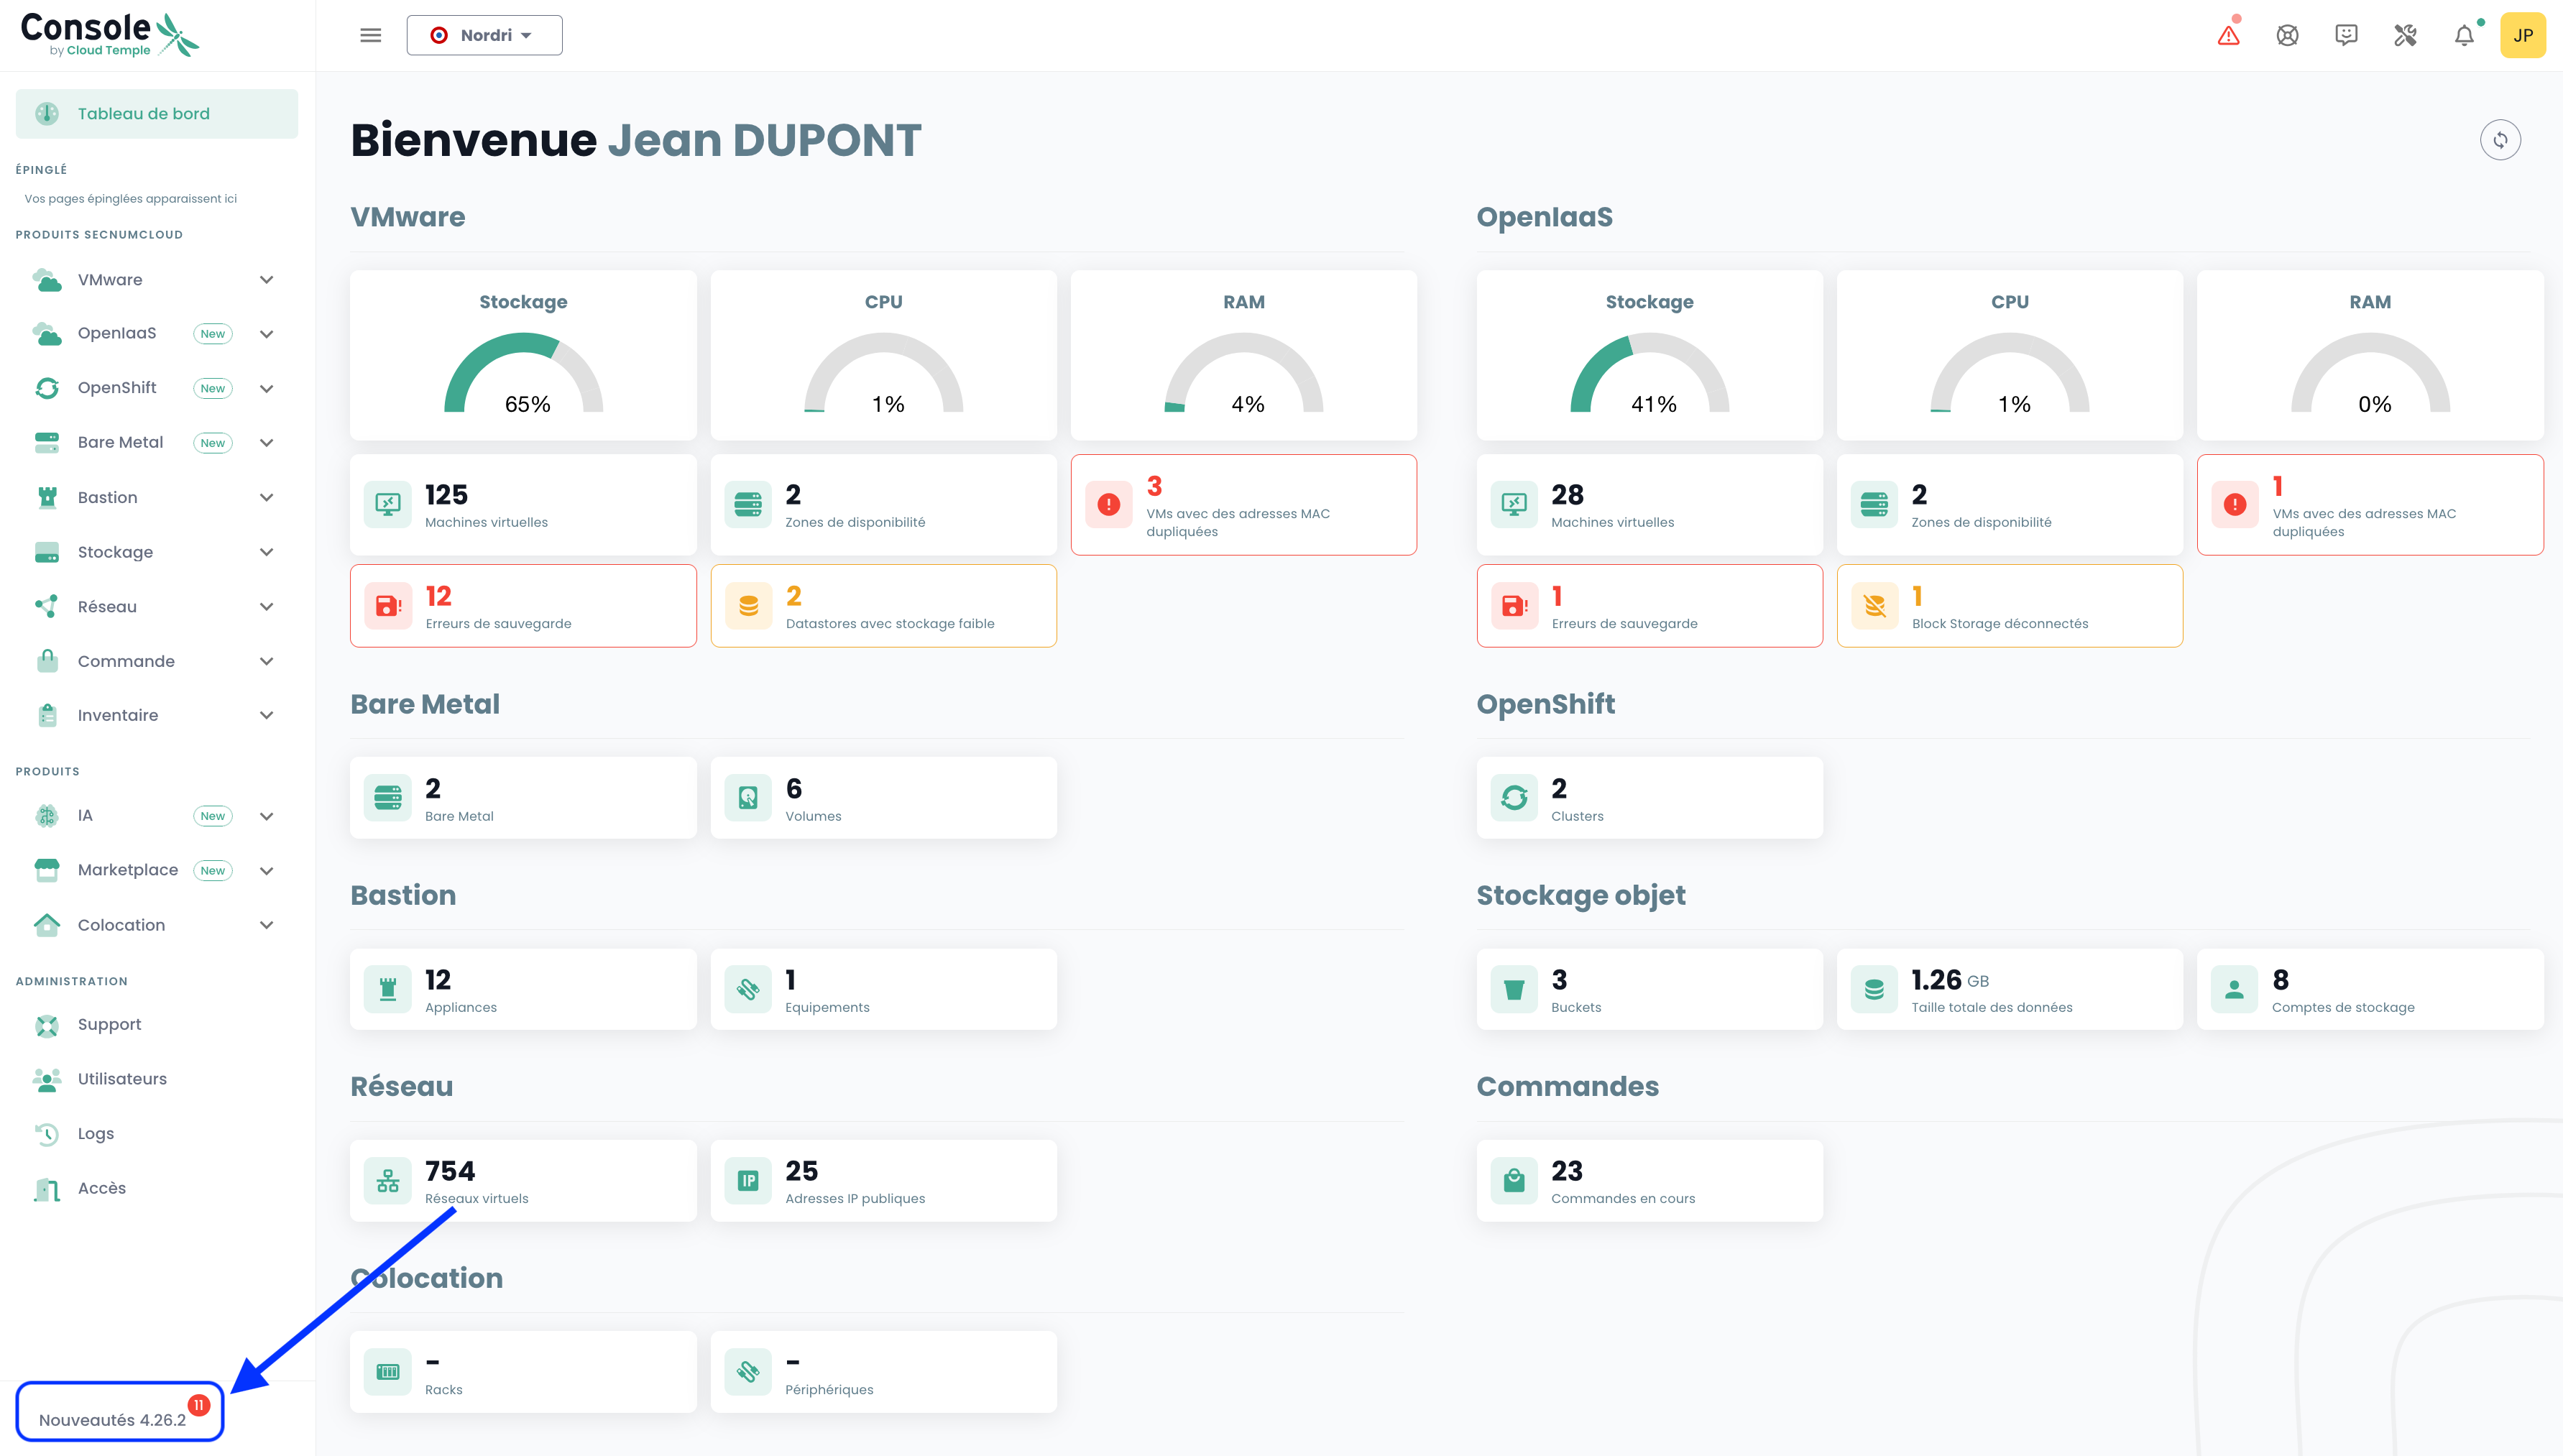 Console
by Cloud Temple
Nordri
JP
Tableau de bord
ÉPINGLÉ
Vos pages épinglées apparaissent ici
PRODUITS SECNUMCLOUD
VMware
OpenIaaS New
OpenShift New
Bare Metal New
Bastion
Stockage
Réseau
Commande
Inventaire
PRODUITS
IA New
Marketplace New
Colocation
ADMINISTRATION
Support
Utilisateurs
Logs
Accès
Nouveautés 4.26.2
11
Bienvenue Jean DUPONT
VMware
Stockage
65%
CPU
1%
RAM
4%
125
Machines virtuelles
2
Zones de disponibilité
3
VMs avec des adresses MAC
dupliquées
12
Erreurs de sauvegarde
2
Datastores avec stockage faible
OpenIaaS
Stockage
41%
CPU
1%
RAM
0%
28
Machines virtuelles
2
Zones de disponibilité
1
VMs avec des adresses MAC
dupliquées
1
Erreurs de sauvegarde
1
Block Storage déconnectés
Bare Metal
2
Bare Metal
6
Volumes
OpenShift
2
Clusters
Bastion
12
Appliances
1
Equipements
Stockage objet
3
Buckets
1.26 GB
Taille totale des données
8
Comptes de stockage
Réseau
754
Réseaux virtuels
IP
25
Adresses IP publiques
Commandes
23
Commandes en cours
Colocation
-
Racks
-
Périphériques